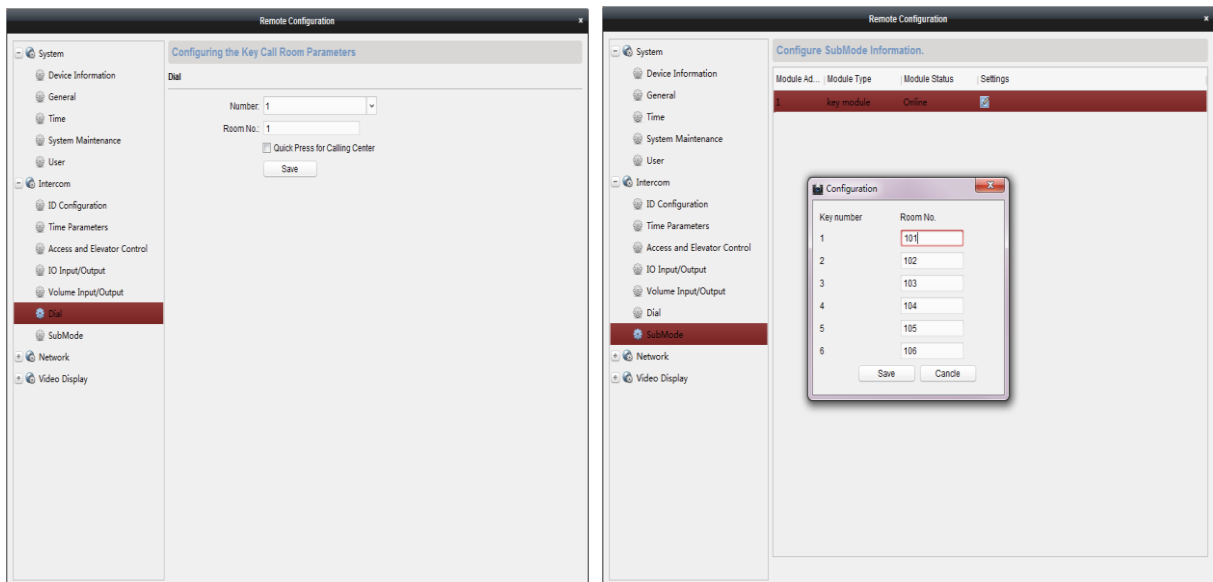 Remote Configuration x
System
Device Information
General
Time
System Maintenance
User
Intercom
ID Configuration
Time Parameters
Access and Elevator Control
IO Input/Output
Volume Input/Output
Dial
SubMode
Network
Video Display
Configuring the Key Call Room Parameters
Dial
Number: 1
Room No.: 1
Quick Press for Calling Center
Save
Remote Configuration x
System
Device Information
General
Time
System Maintenance
User
Intercom
ID Configuration
Time Parameters
Access and Elevator Control
IO Input/Output
Volume Input/Output
Dial
SubMode
Network
Video Display
Configure SubMode Information.
Module Ad... Module Type Module Status Settings
1 key module Online
Configuration
Key number Room No.
1 101
2 102
3 103
4 104
5 105
6 106
Save Cancle